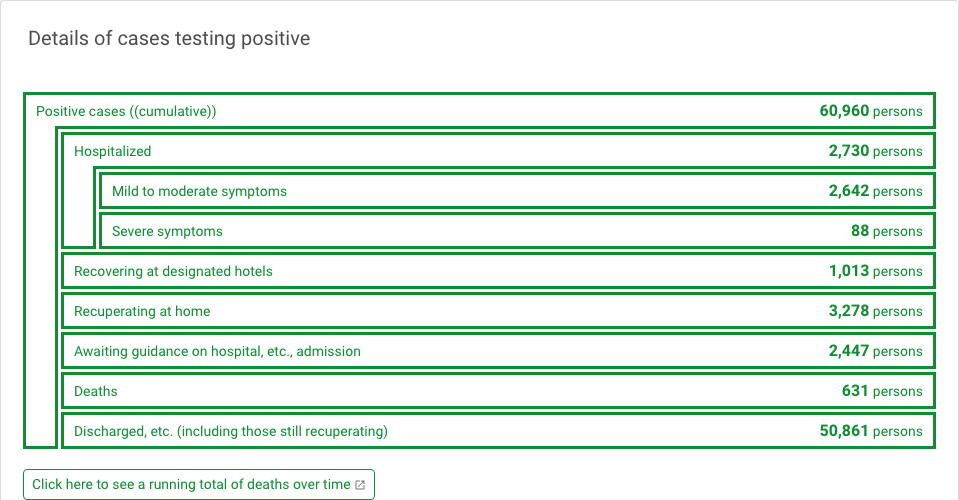 Details of cases testing positive
Positive cases ((cumulative)) 60,960 persons
Hospitalized 2,730 persons
Mild to moderate symptoms 2,642 persons
Severe symptoms 88 persons
Recovering at designated hotels 1,013 persons
Recuperating at home 3,278 persons
Awaiting guidance on hospital, etc., admission 2,447 persons
Deaths 631 persons
Discharged, etc. (including those still recuperating) 50,861 persons
Click here to see a running total of deaths over time